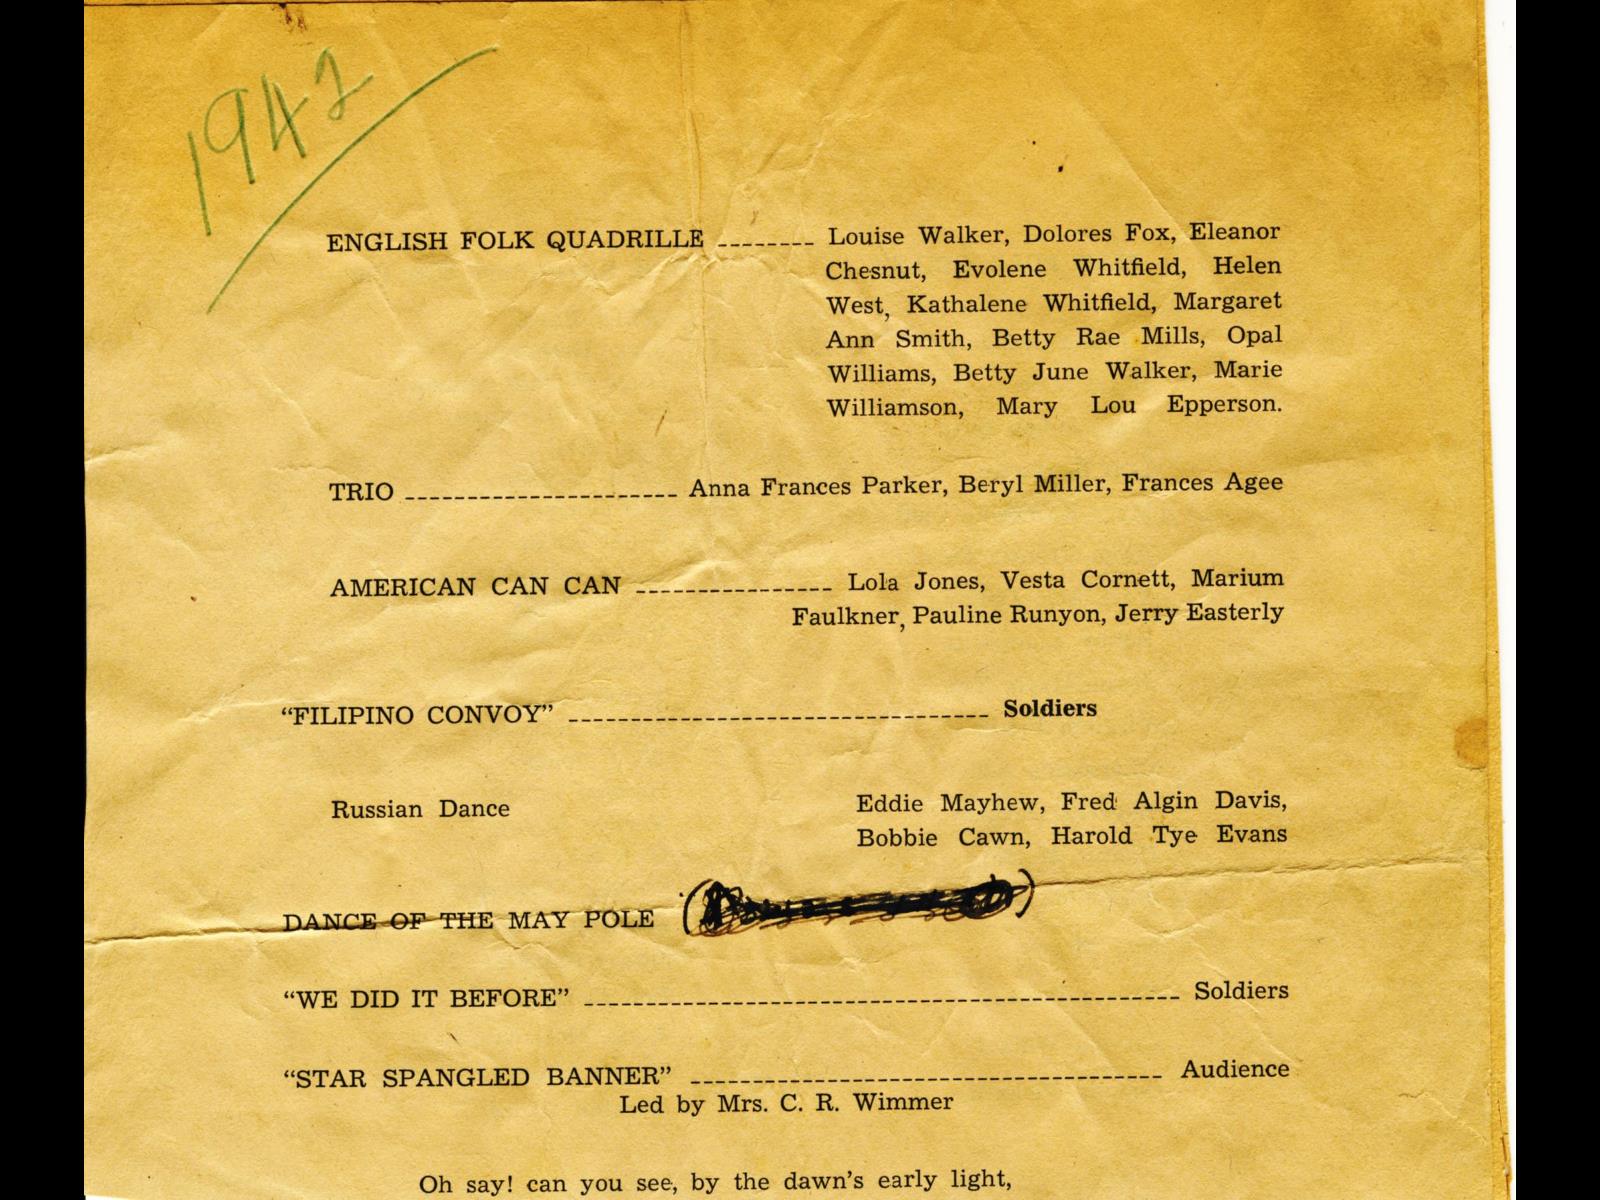 1942
ENGLISH FOLK QUADRILLE -------- Louise Walker, Dolores Fox, Eleanor
Chesnut, Evolene Whitfield, Helen
West, Kathalene Whitfield, Margaret
Ann Smith, Betty Rae Mills, Opal
Williams, Betty June Walker, Marie
Williamson, Mary Lou Epperson.
TRIO ---------------------- Anna Frances Parker, Beryl Miller, Frances Agee
AMERICAN CAN CAN ---------------- Lola Jones, Vesta Cornett, Marium
Faulkner, Pauline Runyon, Jerry Easterly
“FILIPINO CONVOY” ---------------------------------- Soldiers
Russian Dance Eddie Mayhew, Fred Algin Davis,
Bobbie Cawn, Harold Tye Evans
DANCE OF THE MAY POLE
“WE DID IT BEFORE” ------------------------------------------------ Soldiers
“STAR SPANGLED BANNER” -------------------------------------- Audience
Led by Mrs. C. R. Wimmer
Oh say! can you see, by the dawn's early light,